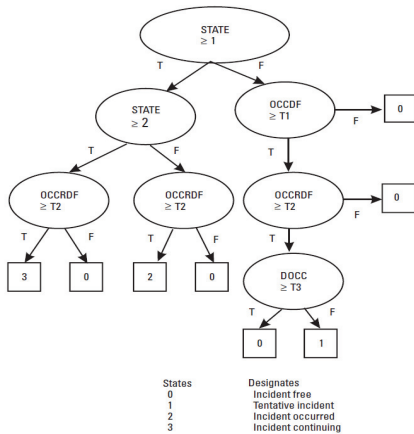 STATE
≥ 1
T
F
STATE
≥ 2
OCCDF
≥ T1
F
0
T
F
T
OCCRDF
≥ T2
OCCRDF
≥ T2
OCCRDF
≥ T2
F
0
T
F
T
F
T
3
0
2
0
DOCC
≥ T3
T
F
0
1
States Designates
0 Incident free
1 Tentative incident
2 Incident occurred
3 Incident continuing